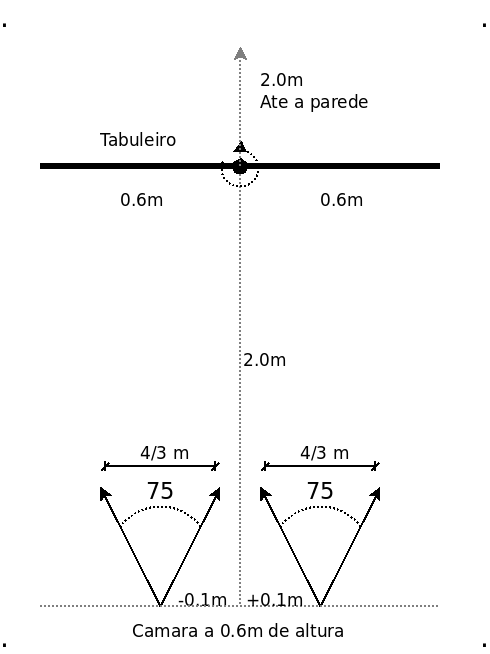 2.0m
Ate a parede
Tabuleiro
0.6m 0.6m
2.0m
4/3 m 4/3 m
75 75
-0.1m +0.1m
Camara a 0.6m de altura